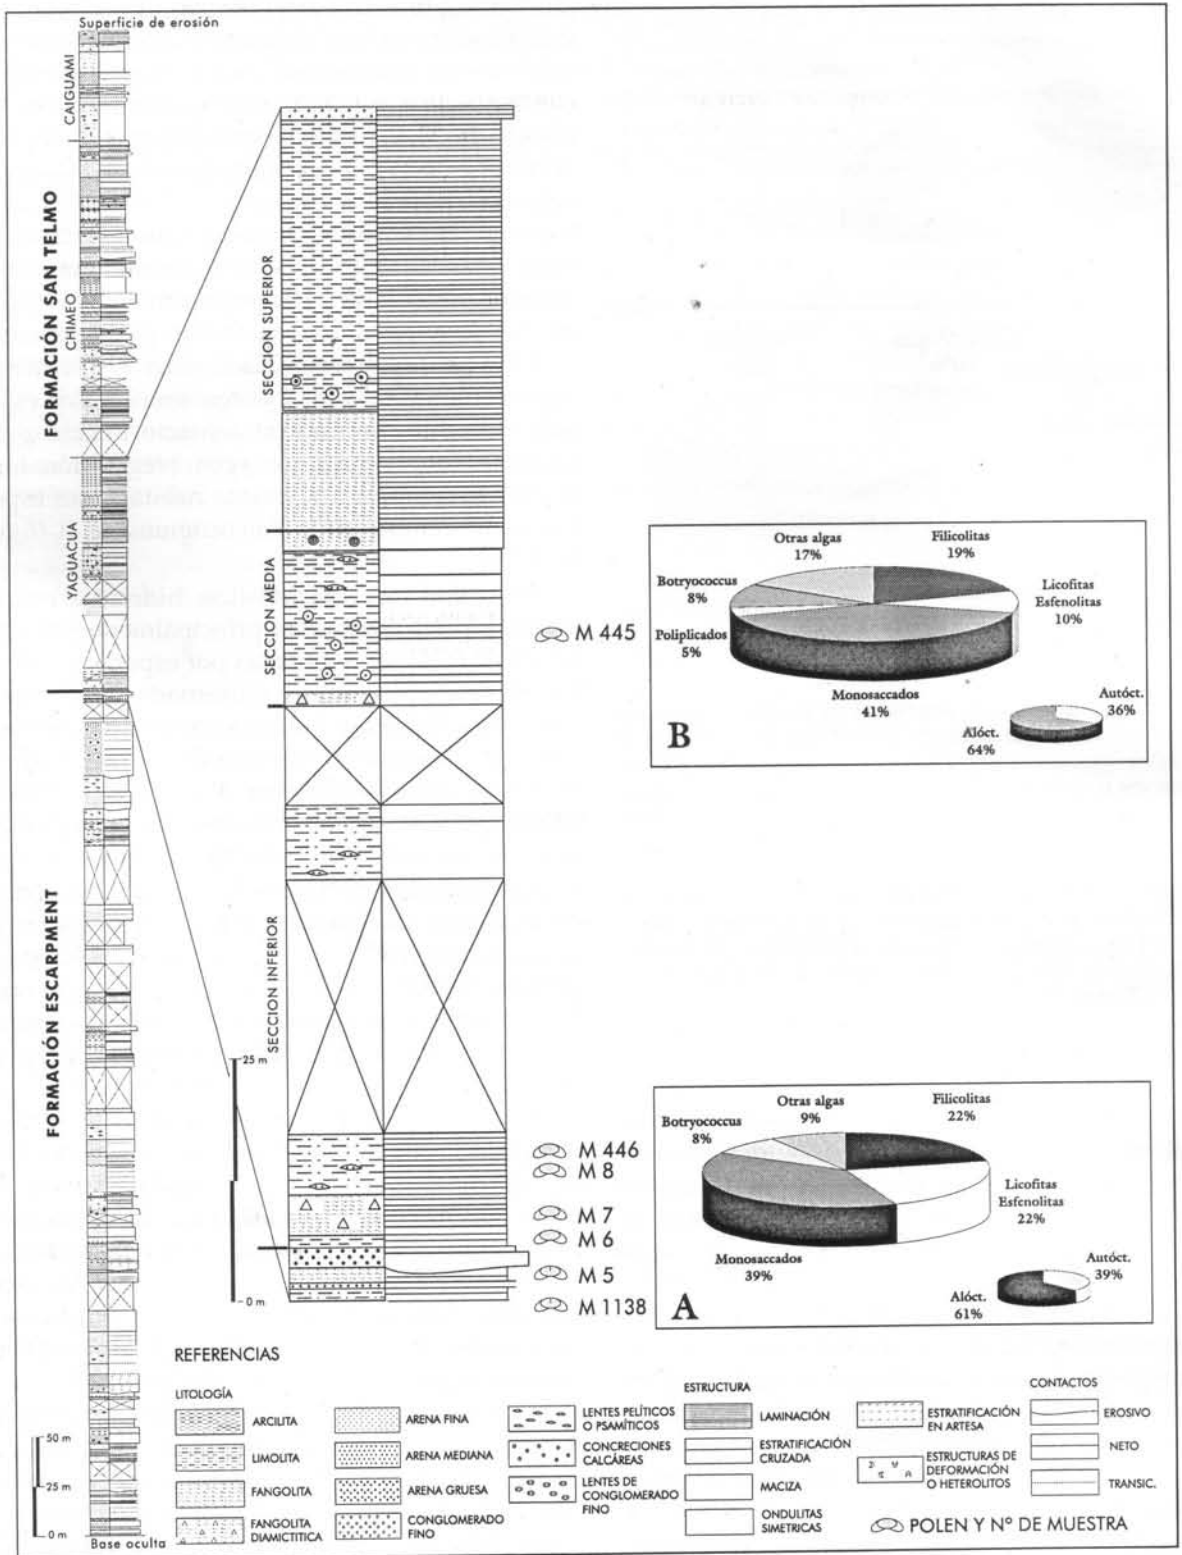 Superficie de erosión
CAIGUAMI
FORMACIÓN SAN TELMO
CHIMEO
YAGUACUA
FORMACIÓN ESCARPMENT
50 m
25 m
0 m
Base oculta
SECCION SUPERIOR
SECCION MEDIA
SECCION INFERIOR
25 m
0 m
M 445
M 446
M 8
M 7
M 6
M 5
M 1138
Otras algas
17%
Filicolitas
19%
Botryococcus
8%
Licofitas
Esfenolitas
10%
Poliplicados
5%
Monosaccados
41%
Autóct.
36%
Alóct.
64%
B
Otras algas
9%
Filicolitas
22%
Botryococcus
8%
Licofitas
Esfenolitas
22%
Monosaccados
39%
Autóct.
39%
Alóct.
61%
A
REFERENCIAS
LITOLOGÍA
ARCILITA
LIMOLITA
FANGOLITA
FANGOLITA
DIAMICTITICA
ARENA FINA
ARENA MEDIANA
ARENA GRUESA
CONGLOMERADO
FINO
LENTES PELÍTICOS
O PSAMÍTICOS
CONCRECIONES
CALCÁREAS
LENTES DE
CONGLOMERADO
FINO
ESTRUCTURA
LAMINACIÓN
ESTRATIFICACIÓN
CRUZADA
MACIZA
ONDULITAS
SIMETRICAS
ESTRATIFICACIÓN
EN ARTESA
ESTRUCTURAS DE
DEFORMACIÓN
O HETEROLITOS
CONTACTOS
EROSIVO
NETO
TRANSIC.
POLEN Y Nº DE MUESTRA